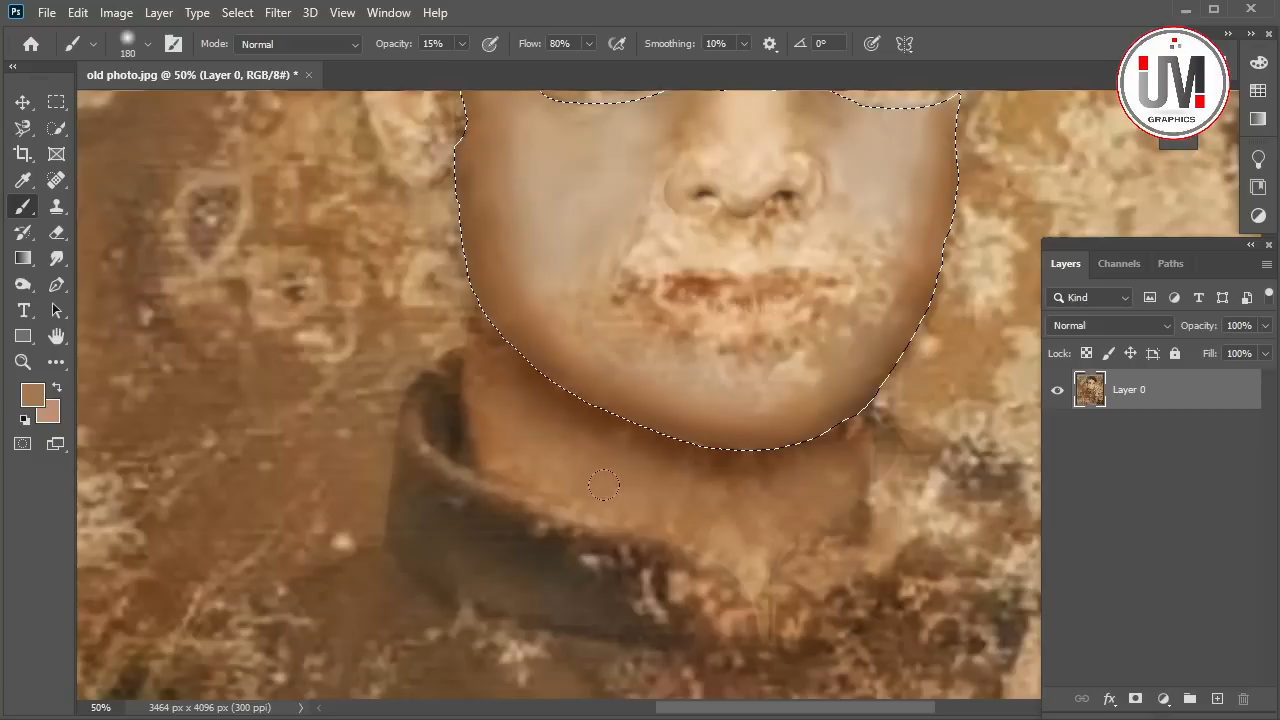 Ps File Edit Image Layer Type Select Filter 3D View Window Help
180 Mode: Normal Opacity: 15% Flow: 80% Smoothing: 10% 0°
old photo.jpg @ 50% (Layer 0, RGB/8#) * ×
UM
GRAPHICS
Layers Channels Paths
Kind
Normal Opacity: 100%
Lock: Fill: 100%
Layer 0
50% 3464 px x 4096 px (300 ppi)
fx